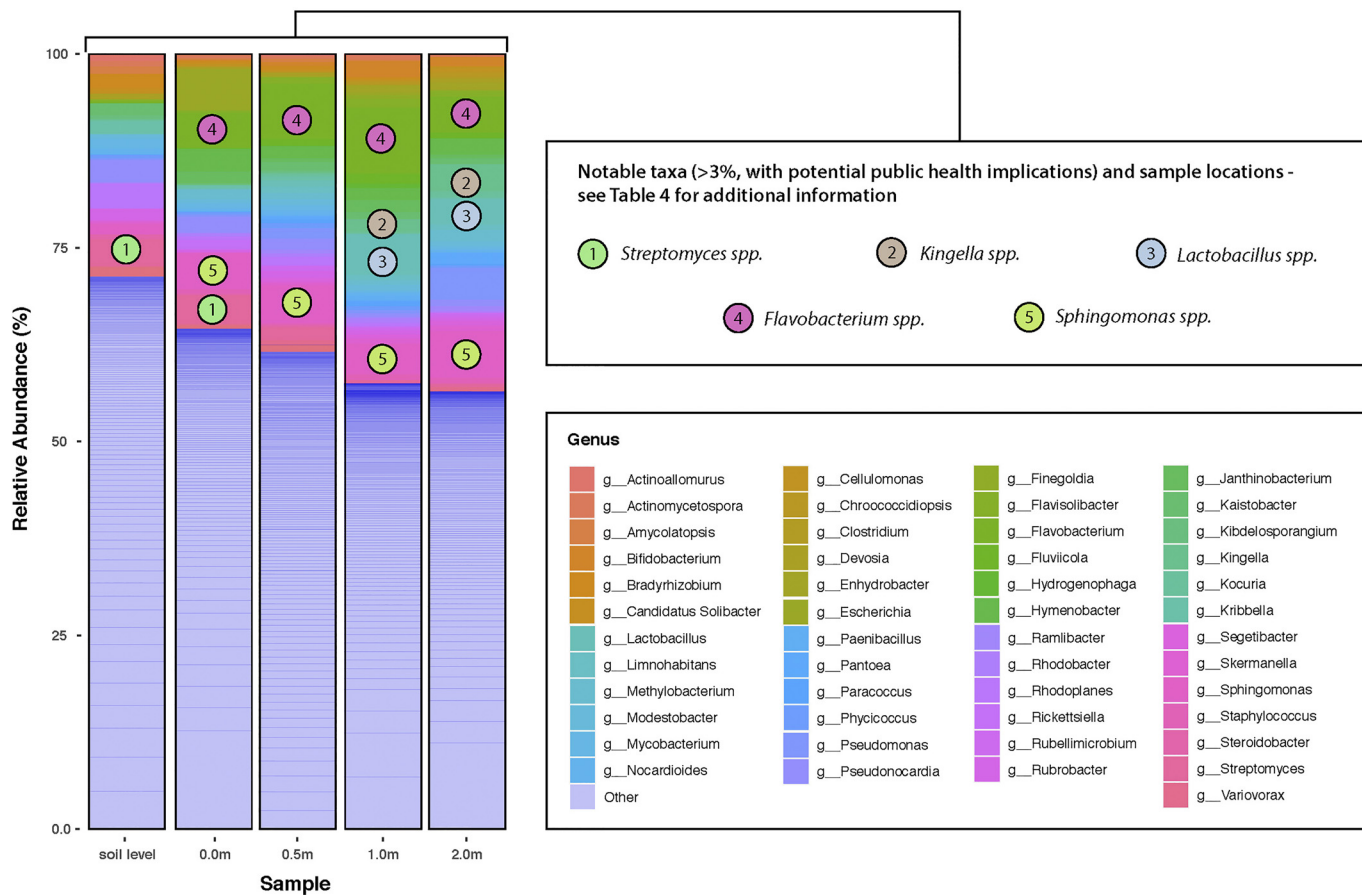 100
75
50
25
0.0
Relative Abundance (%)
4
4
4
4
2
2
3
3
1
5
1
5
5
5
soil level
0.0m
0.5m
1.0m
2.0m
Sample
Notable taxa (>3%, with potential public health implications) and sample locations -
see Table 4 for additional information
1 Streptomyces spp.
2 Kingella spp.
3 Lactobacillus spp.
4 Flavobacterium spp.
5 Sphingomonas spp.
Genus
g__Actinoallomurus
g__Actinomycetospora
g__Amycolatopsis
g__Bifidobacterium
g__Bradyrhizobium
g__Candidatus Solibacter
g__Lactobacillus
g__Limnohabitans
g__Methylobacterium
g__Modestobacter
g__Mycobacterium
g__Nocardioides
Other
g__Cellulomonas
g__Chroococcidiopsis
g__Clostridium
g__Devosia
g__Enhydrobacter
g__Escherichia
g__Paenibacillus
g__Pantoea
g__Paracoccus
g__Phycicoccus
g__Pseudomonas
g__Pseudonocardia
g__Finegoldia
g__Flavisolibacter
g__Flavobacterium
g__Fluviicola
g__Hydrogenophaga
g__Hymenobacter
g__Ramlibacter
g__Rhodobacter
g__Rhodoplanes
g__Rickettsiella
g__Rubellimicrobium
g__Rubrobacter
g__Janthinobacterium
g__Kaistobacter
g__Kibdelosporangium
g__Kingella
g__Kocuria
g__Kribbella
g__Segetibacter
g__Skermanella
g__Sphingomonas
g__Staphylococcus
g__Steroidobacter
g__Streptomyces
g__Variovorax